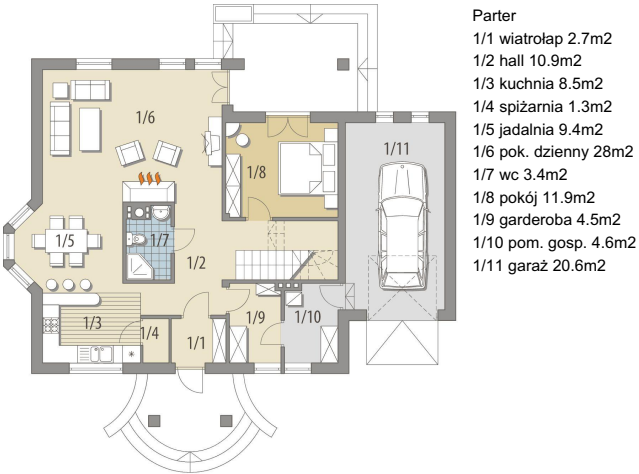 Parter
1/1 wiatrołap 2.7m2
1/2 hall 10.9m2
1/3 kuchnia 8.5m2
1/4 spiżarnia 1.3m2
1/5 jadalnia 9.4m2
1/6 pok. dzienny 28m2
1/7 wc 3.4m2
1/8 pokój 11.9m2
1/9 garderoba 4.5m2
1/10 pom. gosp. 4.6m2
1/11 garaż 20.6m2
1/6
1/11
1/8
1/5
1/7
1/2
1/3
1/4
1/1
1/9
1/10